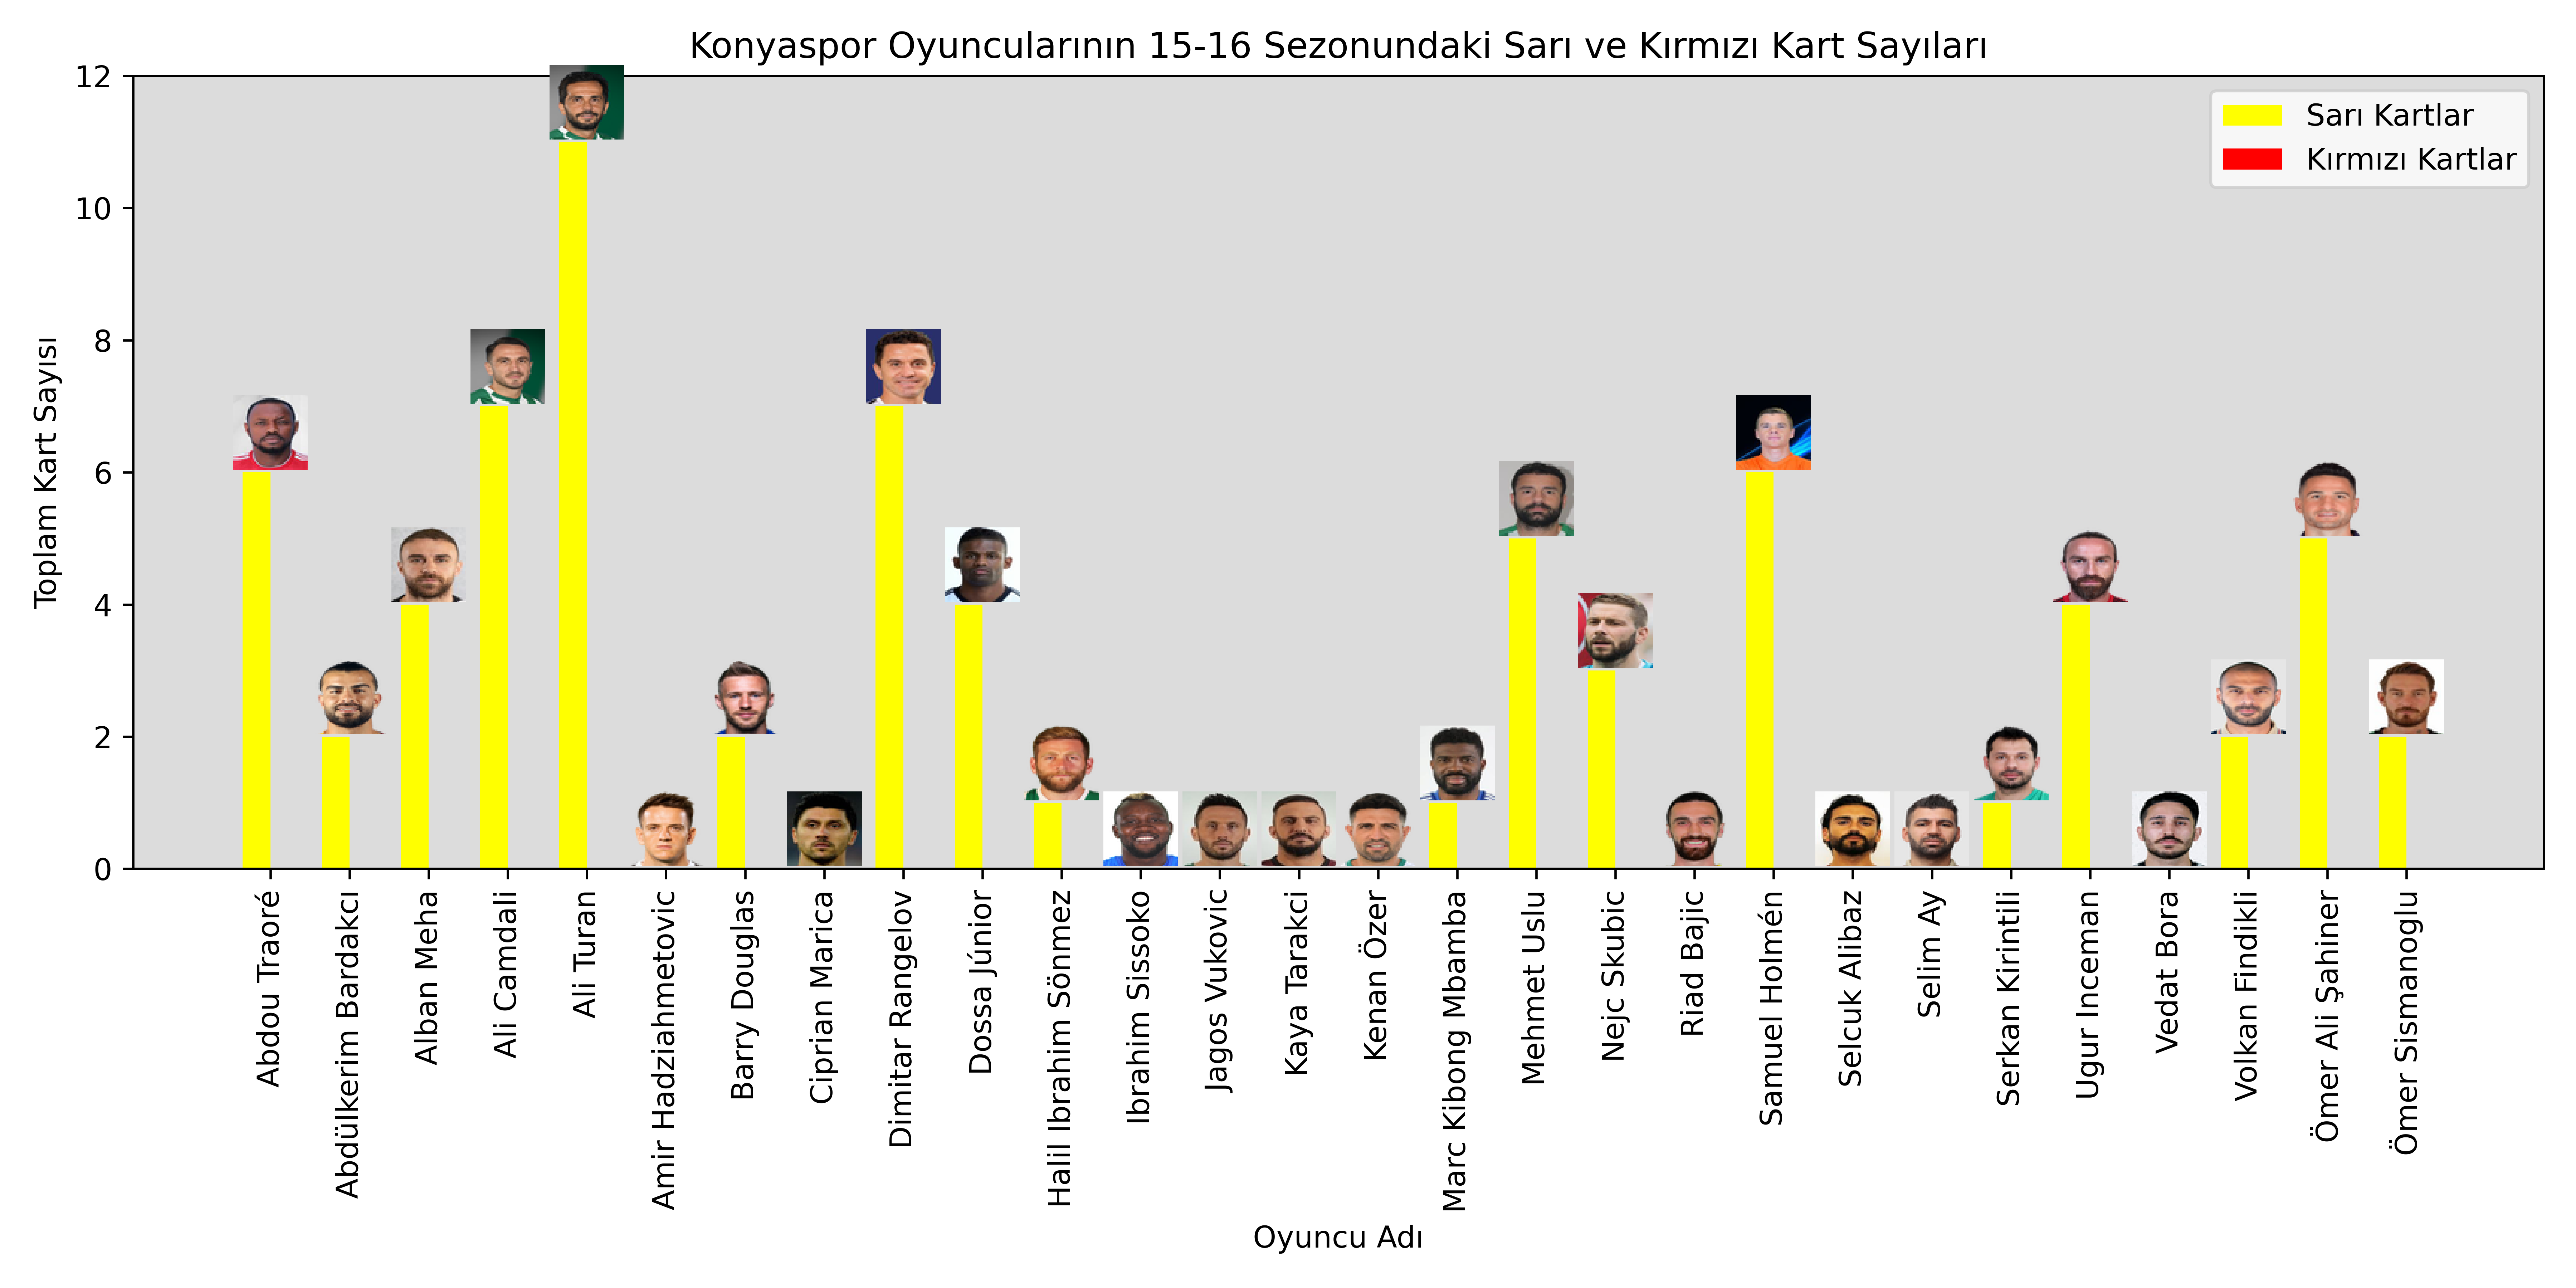 Konyaspor Oyuncularının 15-16 Sezonundaki Sarı ve Kırmızı Kart Sayıları
Sarı Kartlar
Kırmızı Kartlar
Toplam Kart Sayısı
12
10
8
6
4
2
0
Abdou Traoré
Abdülkerim Bardakcı
Alban Meha
Ali Camdali
Ali Turan
Amir Hadziahmetovic
Barry Douglas
Ciprian Marica
Dimitar Rangelov
Dossa Júnior
Halil Ibrahim Sönmez
Ibrahim Sissoko
Jagos Vukovic
Kaya Tarakci
Kenan Özer
Marc Kibong Mbamba
Mehmet Uslu
Nejc Skubic
Riad Bajic
Samuel Holmén
Selcuk Alibaz
Selim Ay
Serkan Kirintili
Ugur Inceman
Vedat Bora
Volkan Findikli
Ömer Ali Şahiner
Ömer Sismanoglu
Oyuncu Adı